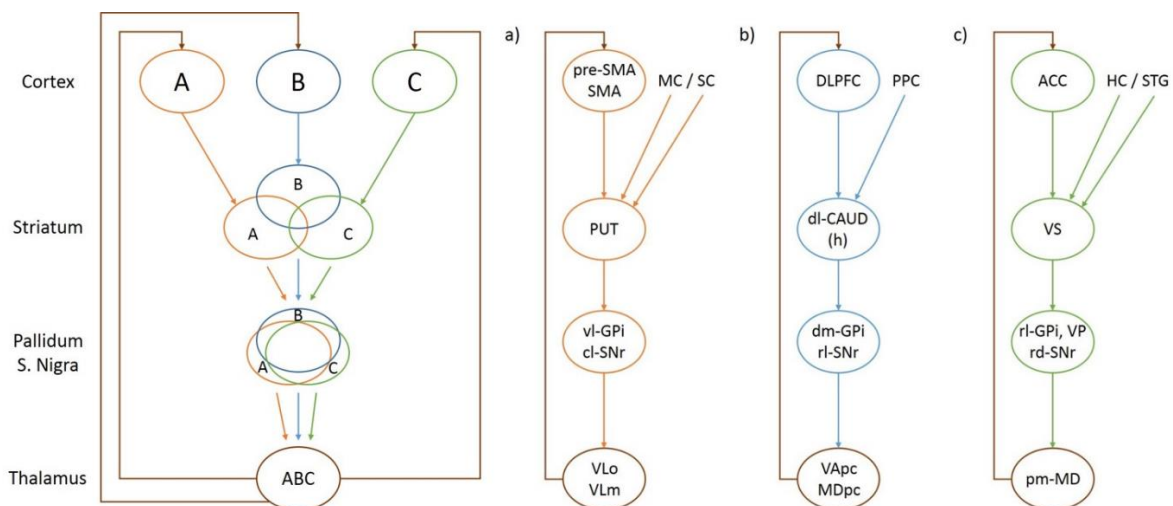 a)
b)
c)
Cortex
A
B
C
pre-SMA
SMA
MC / SC
DLPFC
PPC
ACC
HC / STG
Striatum
B
A
C
PUT
dl-CAUD
(h)
VS
Pallidum
S. Nigra
B
A
C
vl-GPi
cl-SNr
dm-GPi
rl-SNr
rl-GPi, VP
rd-SNr
Thalamus
ABC
VLo
VLm
VApc
MDpc
pm-MD